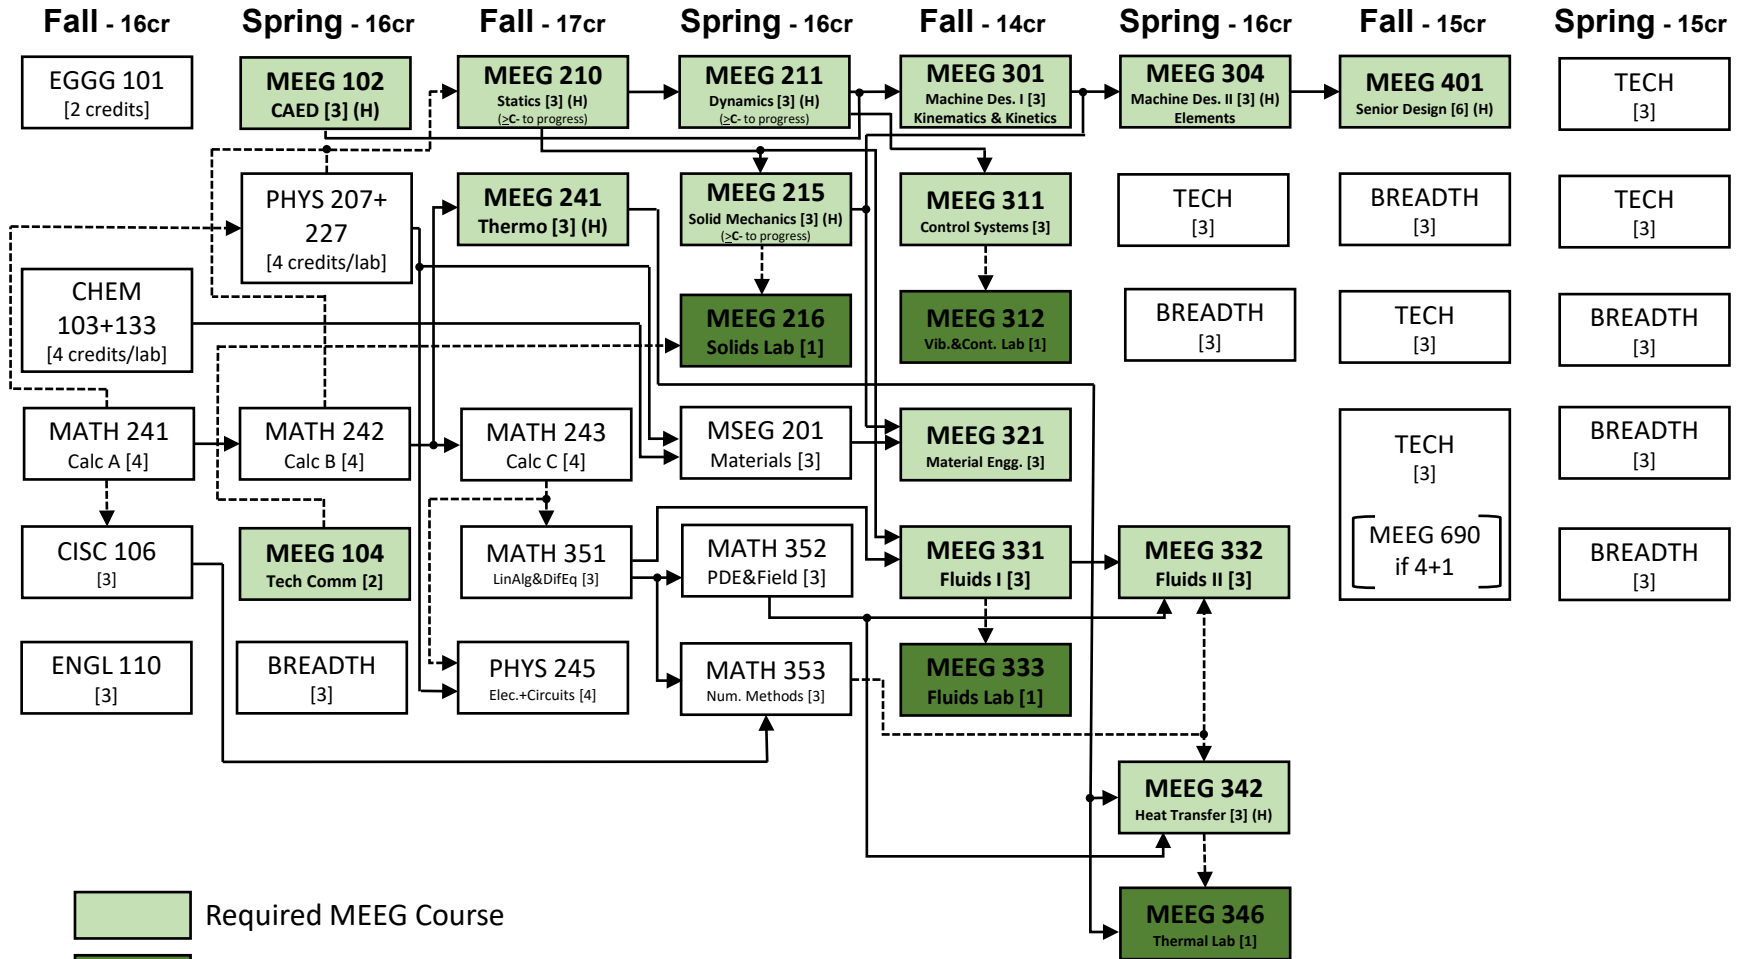 Fall - 16cr
Spring - 16cr
Fall - 17cr
Spring - 16cr
Fall - 14cr
Spring - 16cr
Fall - 15cr
Spring - 15cr
EGGG 101
[2 credits]
MEEG 102
CAED [3] (H)
MEEG 210
Statics [3] (H)
(≥C- to progress)
MEEG 211
Dynamics [3] (H)
(≥C- to progress)
MEEG 301
Machine Des. I [3]
Kinematics & Kinetics
MEEG 304
Machine Des. II [3] (H)
Elements
MEEG 401
Senior Design [6] (H)
TECH
[3]
PHYS 207+
227
[4 credits/lab]
MEEG 241
Thermo [3] (H)
MEEG 215
Solid Mechanics [3] (H)
(≥C- to progress)
MEEG 311
Control Systems [3]
TECH
[3]
BREADTH
[3]
TECH
[3]
CHEM
103+133
[4 credits/lab]
MEEG 216
Solids Lab [1]
MEEG 312
Vib.&Cont. Lab [1]
BREADTH
[3]
TECH
[3]
BREADTH
[3]
MATH 241
Calc A [4]
MATH 242
Calc B [4]
MATH 243
Calc C [4]
MSEG 201
Materials [3]
MEEG 321
Material Engg. [3]
TECH
[3]
MEEG 690
if 4+1
BREADTH
[3]
CISC 106
[3]
MEEG 104
Tech Comm [2]
MATH 351
LinAlg&DifEq [3]
MATH 352
PDE&Field [3]
MEEG 331
Fluids I [3]
MEEG 332
Fluids II [3]
BREADTH
[3]
ENGL 110
[3]
BREADTH
[3]
PHYS 245
Elec.+Circuits [4]
MATH 353
Num. Methods [3]
MEEG 333
Fluids Lab [1]
MEEG 342
Heat Transfer [3] (H)
MEEG 346
Thermal Lab [1]
Required MEEG Course